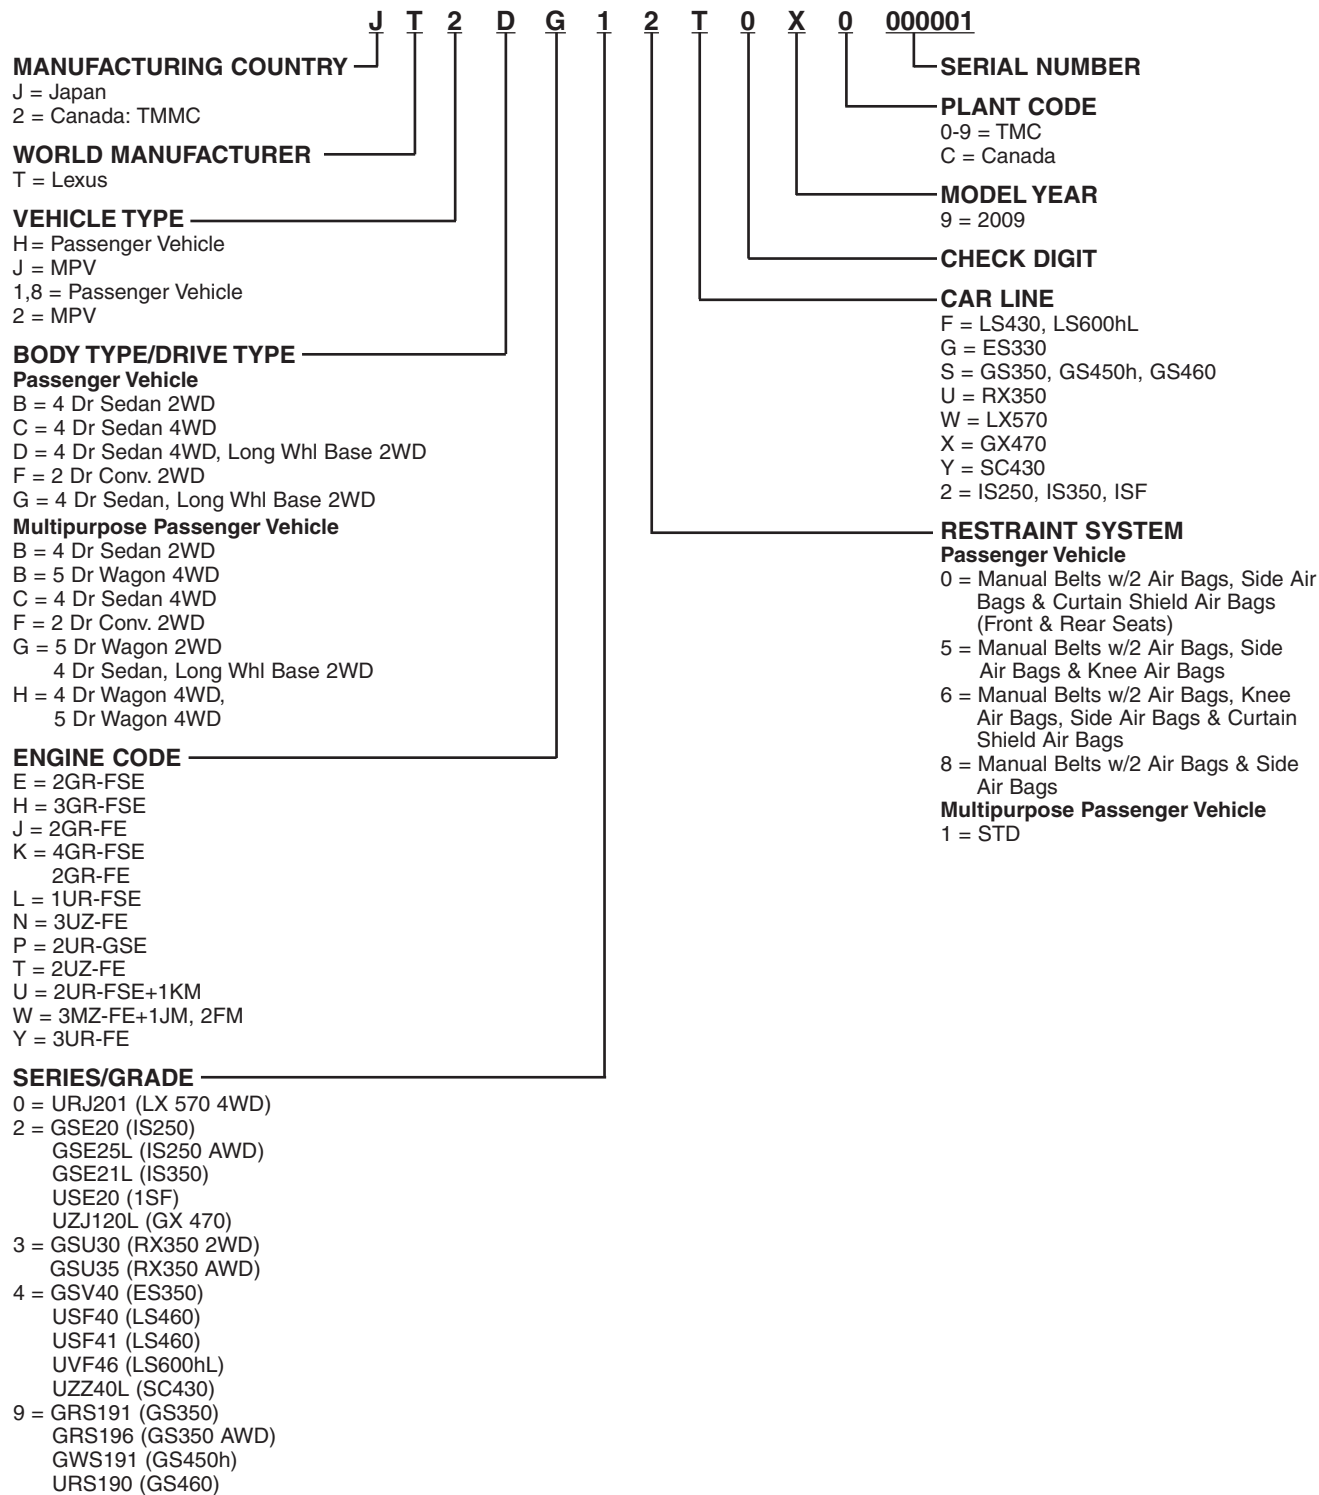 J T 2 D G 1 2 T 0 X 0 000001
MANUFACTURING COUNTRY
J = Japan
2 = Canada: TMMC
WORLD MANUFACTURER
T = Lexus
VEHICLE TYPE
H = Passenger Vehicle
J = MPV
1,8 = Passenger Vehicle
2 = MPV
BODY TYPE/DRIVE TYPE
Passenger Vehicle
B = 4 Dr Sedan 2WD
C = 4 Dr Sedan 4WD
D = 4 Dr Sedan 4WD, Long Whl Base 2WD
F = 2 Dr Conv. 2WD
G = 4 Dr Sedan, Long Whl Base 2WD
Multipurpose Passenger Vehicle
B = 4 Dr Sedan 2WD
B = 5 Dr Wagon 4WD
C = 4 Dr Sedan 4WD
F = 2 Dr Conv. 2WD
G = 5 Dr Wagon 2WD
4 Dr Sedan, Long Whl Base 2WD
H = 4 Dr Wagon 4WD,
5 Dr Wagon 4WD
ENGINE CODE
E = 2GR-FSE
H = 3GR-FSE
J = 2GR-FE
K = 4GR-FSE
2GR-FE
L = 1UR-FSE
N = 3UZ-FE
P = 2UR-GSE
T = 2UZ-FE
U = 2UR-FSE+1KM
W = 3MZ-FE+1JM, 2FM
Y = 3UR-FE
SERIES/GRADE
0 = URJ201 (LX 570 4WD)
2 = GSE20 (IS250)
GSE25L (IS250 AWD)
GSE21L (IS350)
USE20 (1SF)
UZJ120L (GX 470)
3 = GSU30 (RX350 2WD)
GSU35 (RX350 AWD)
4 = GSV40 (ES350)
USF40 (LS460)
USF41 (LS460)
UVF46 (LS600hL)
UZZ40L (SC430)
9 = GRS191 (GS350)
GRS196 (GS350 AWD)
GWS191 (GS450h)
URS190 (GS460)
SERIAL NUMBER
PLANT CODE
0-9 = TMC
C = Canada
MODEL YEAR
9 = 2009
CHECK DIGIT
CAR LINE
F = LS430, LS600hL
G = ES330
S = GS350, GS450h, GS460
U = RX350
W = LX570
X = GX470
Y = SC430
2 = IS250, IS350, ISF
RESTRAINT SYSTEM
Passenger Vehicle
0 = Manual Belts w/2 Air Bags, Side Air
Bags & Curtain Shield Air Bags
(Front & Rear Seats)
5 = Manual Belts w/2 Air Bags, Side
Air Bags & Knee Air Bags
6 = Manual Belts w/2 Air Bags, Knee
Air Bags, Side Air Bags & Curtain
Shield Air Bags
8 = Manual Belts w/2 Air Bags & Side
Air Bags
Multipurpose Passenger Vehicle
1 = STD